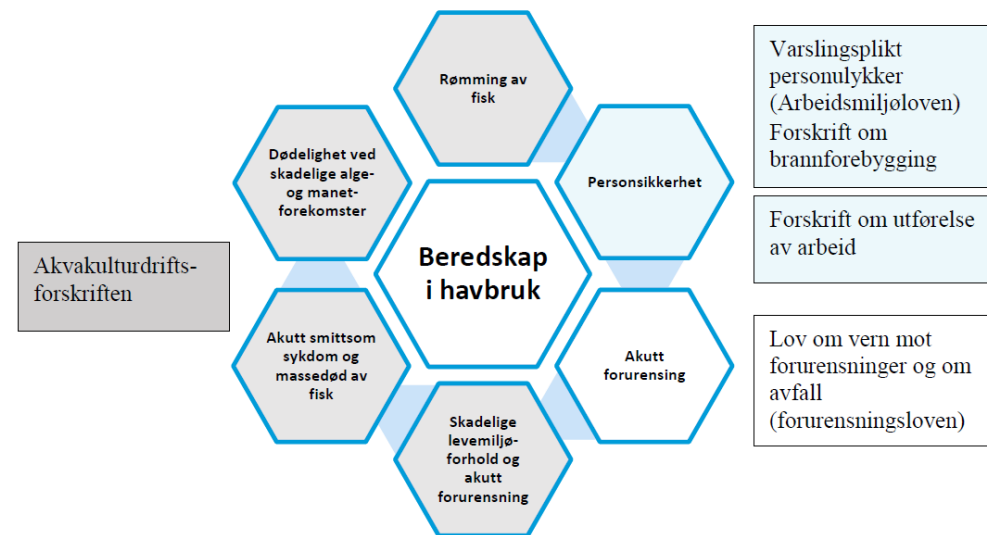 Rømming av
fisk
Dødelighet ved
skadelige alge-
og manet-
forekomster
Personsikkerhet
Beredskap
i havbruk
Akutt smittsom
sykdom og
massedød av
fisk
Akutt
forurensing
Skadelige
levemiljø-
forhold og
akutt
forurensning
Akvakulturdrifts-
forskriften
Varslingsplikt
personulykker
(Arbeidsmiljøloven)
Forskrift om
brannforebygging
Forskrift om utførelse
av arbeid
Lov om vern mot
forurensninger og om
avfall
(forurensningsloven)